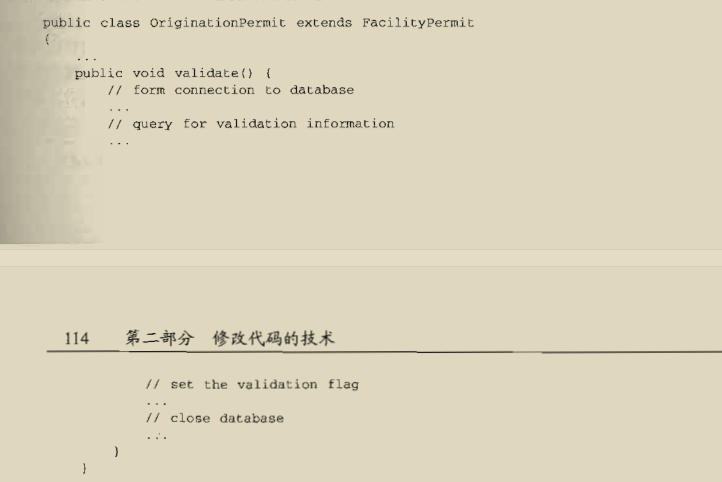 public class OriginationPermit extends FacilityPermit
{
...
public void validate() {
// form connection to database
...
// query for validation information
...
114 第二部分 修改代码的技术
// set the validation flag
...
// close database
...
}
}